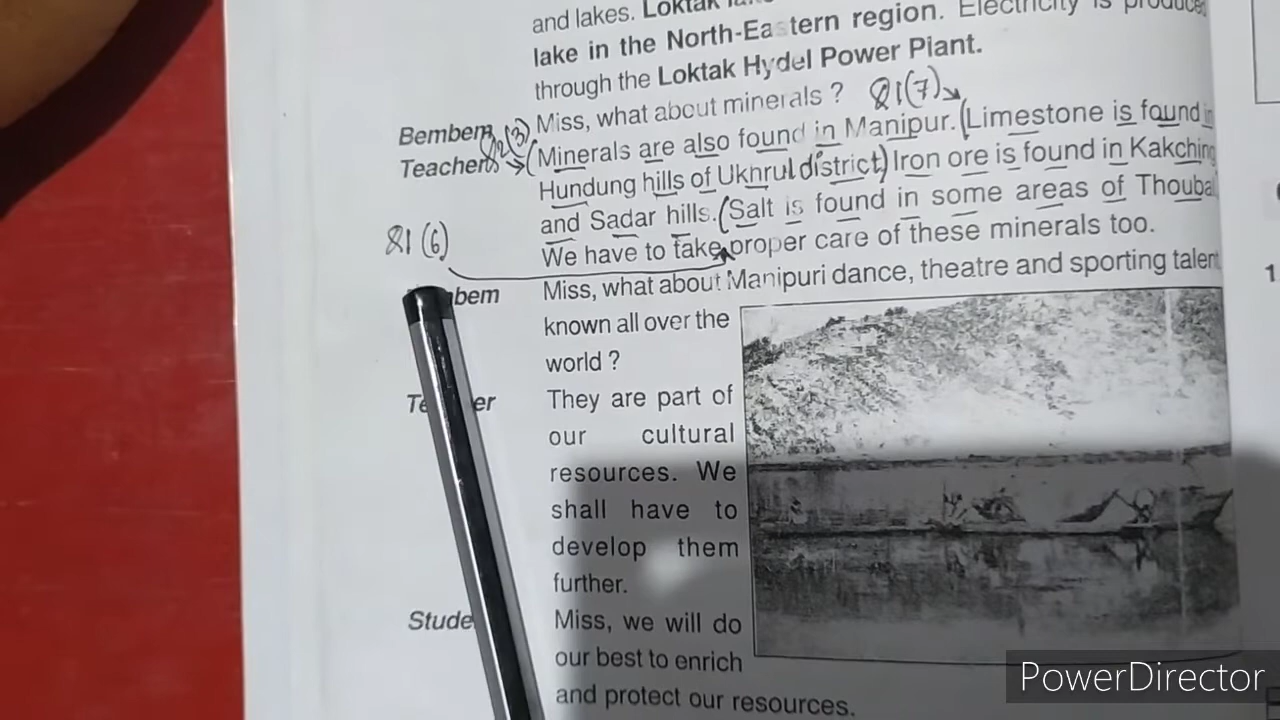 and lakes. Loktak
lake in the North-Eastern region. Electricity is produced
through the Loktak Hydel Power Plant.
Bembem Miss, what about minerals ? Q1(7)
Teacher Q2(3) (Minerals are also found in Manipur. (Limestone is found in
Hundung hills of Ukhrul district) Iron ore is found in Kakching
and Sadar hills. (Salt is found in some areas of Thoubal
Q1(6) We have to take proper care of these minerals too.
bem Miss, what about Manipuri dance, theatre and sporting talent
known all over the
world ?
Te er They are part of
our cultural
resources. We
shall have to
develop them
further.
Stude Miss, we will do
our best to enrich
and protect our resources.
1
PowerDirector